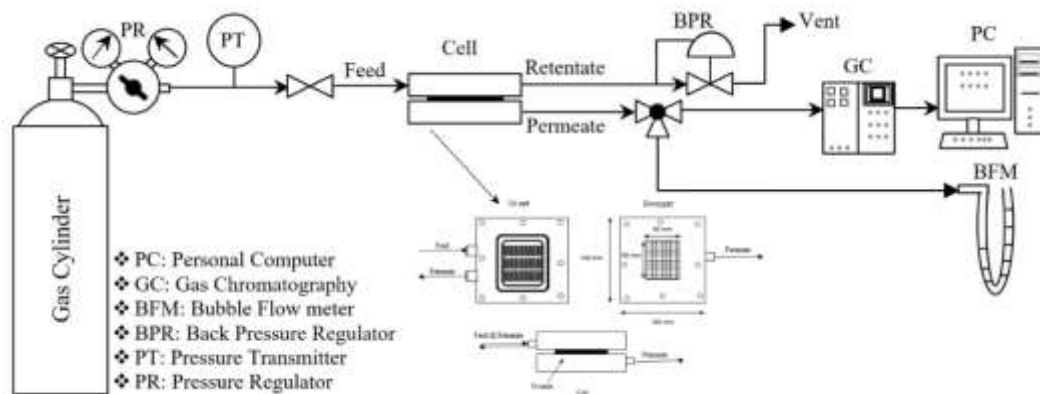 PR
PT
Feed
Cell
Retentate
Permeate
BPR
Vent
GC
PC
BFM
Gas Cylinder
❖ PC: Personal Computer
❖ GC: Gas Chromatography
❖ BFM: Bubble Flow meter
❖ BPR: Back Pressure Regulator
❖ PT: Pressure Transmitter
❖ PR: Pressure Regulator
Feed
Permeate